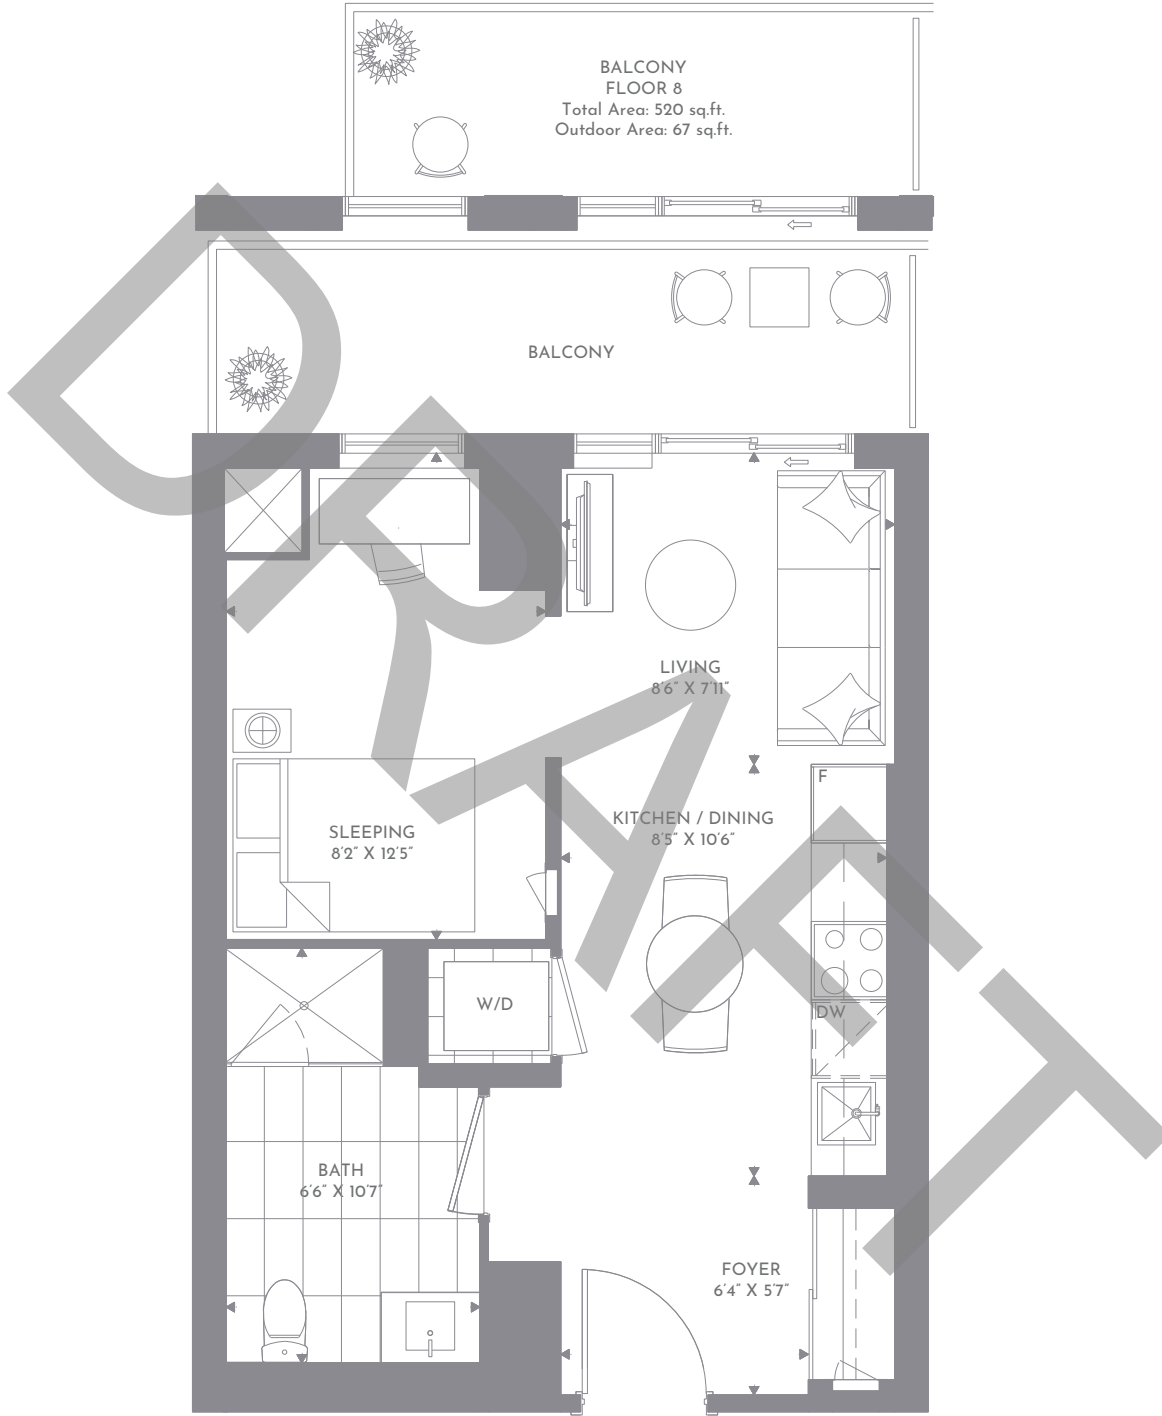 BALCONY
FLOOR 8
Total Area: 520 sq.ft.
Outdoor Area: 67 sq.ft.
BALCONY
LIVING
8'6" X 7'11"
F
KITCHEN / DINING
8'5" X 10'6"
SLEEPING
8'2" X 12'5"
W/D
DW
BATH
6'6" X 10'7"
FOYER
6'4" X 5'7"
DRAFT